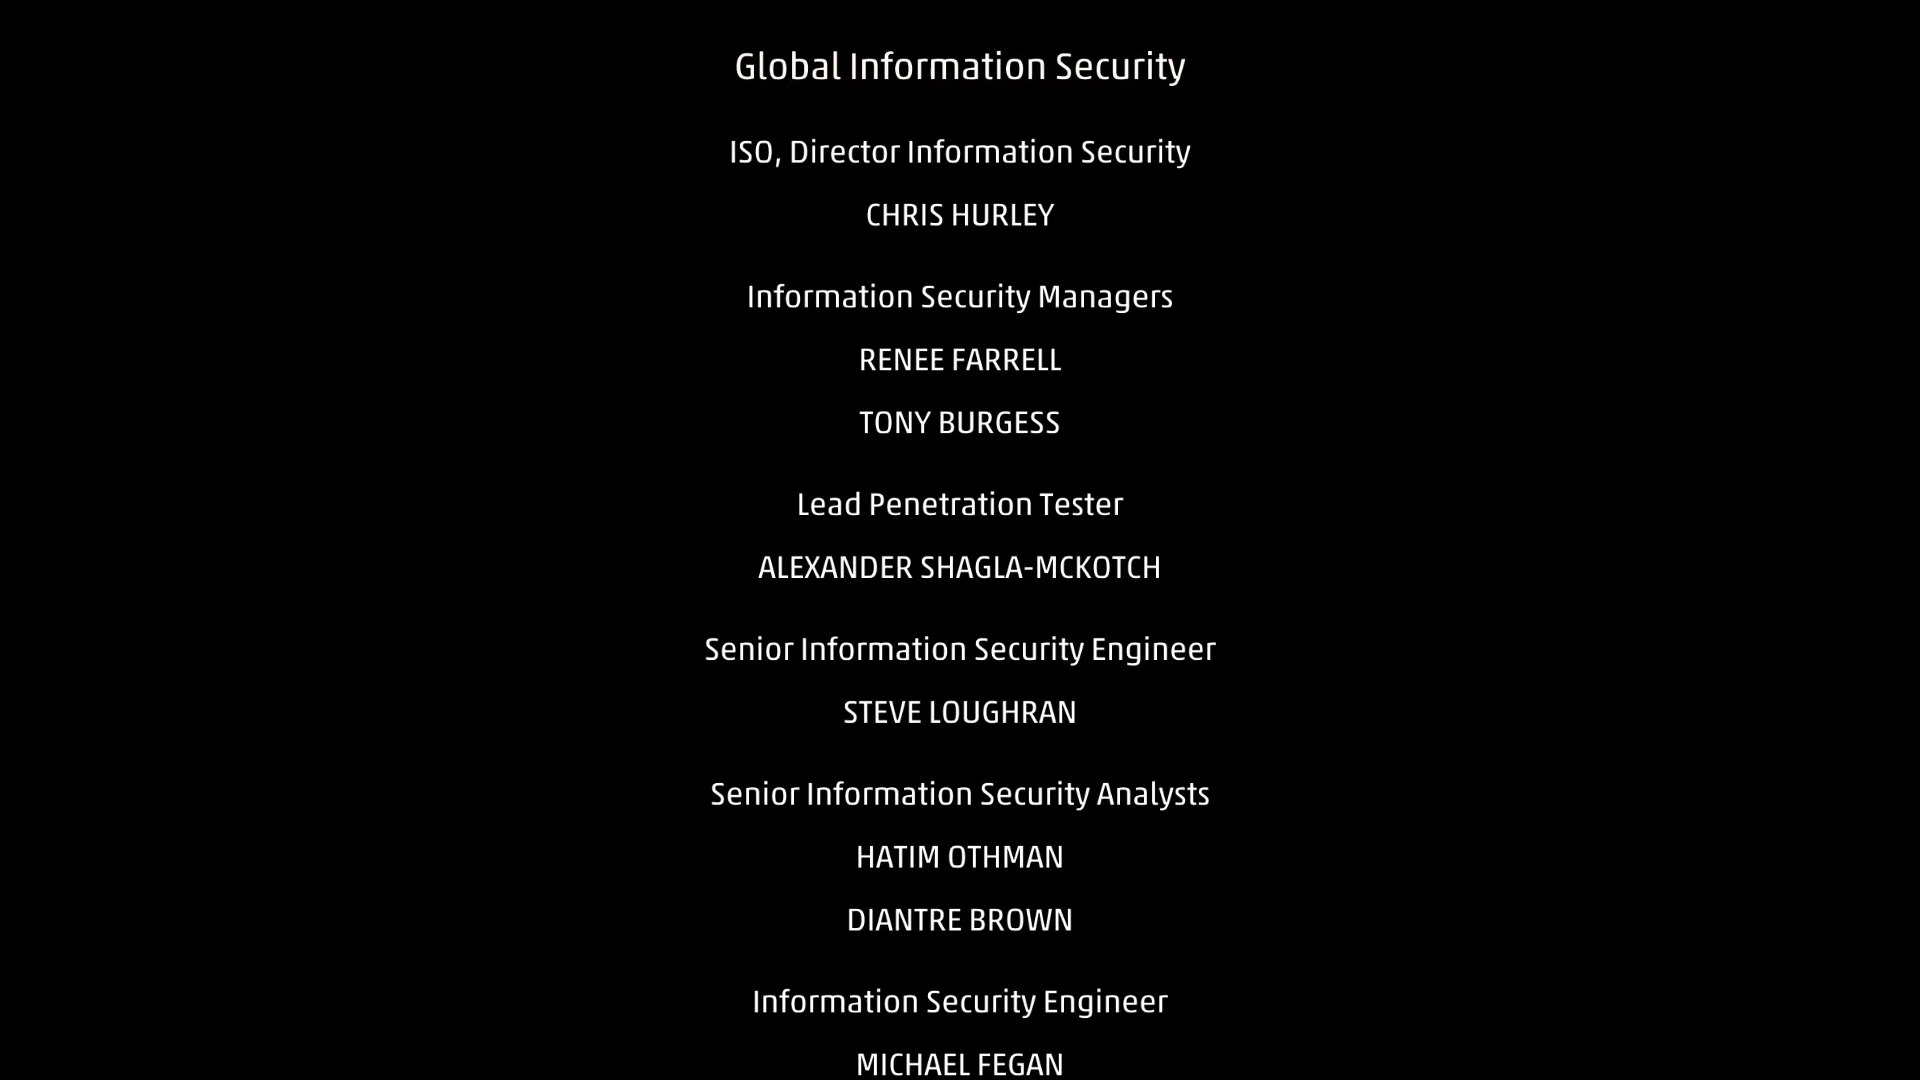 Global Information Security
ISO, Director Information Security
CHRIS HURLEY
Information Security Managers
RENEE FARRELL
TONY BURGESS
Lead Penetration Tester
ALEXANDER SHAGLA-MCKOTCH
Senior Information Security Engineer
STEVE LOUGHRAN
Senior Information Security Analysts
HATIM OTHMAN
DIANTRE BROWN
Information Security Engineer
MICHAEL FEGAN